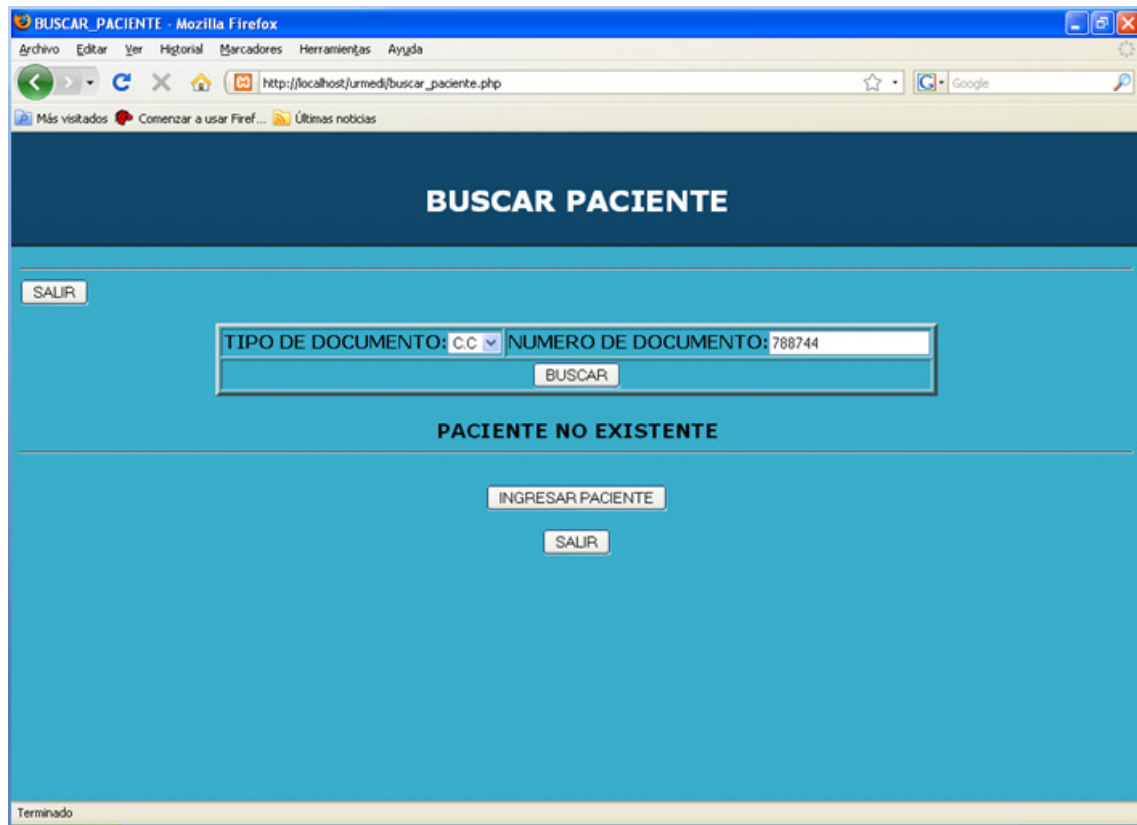 BUSCAR_PACIENTE - Mozilla Firefox
Archivo Editar Ver Historial Marcadores Herramientas Ayuda
http://localhost/urmedi/buscar_paciente.php G Google
Más visitados Comenzar a usar Firef... Últimas noticias
BUSCAR PACIENTE
SALIR
TIPO DE DOCUMENTO: C.C NUMERO DE DOCUMENTO: 788744
BUSCAR
PACIENTE NO EXISTENTE
INGRESAR PACIENTE
SALIR
Terminado